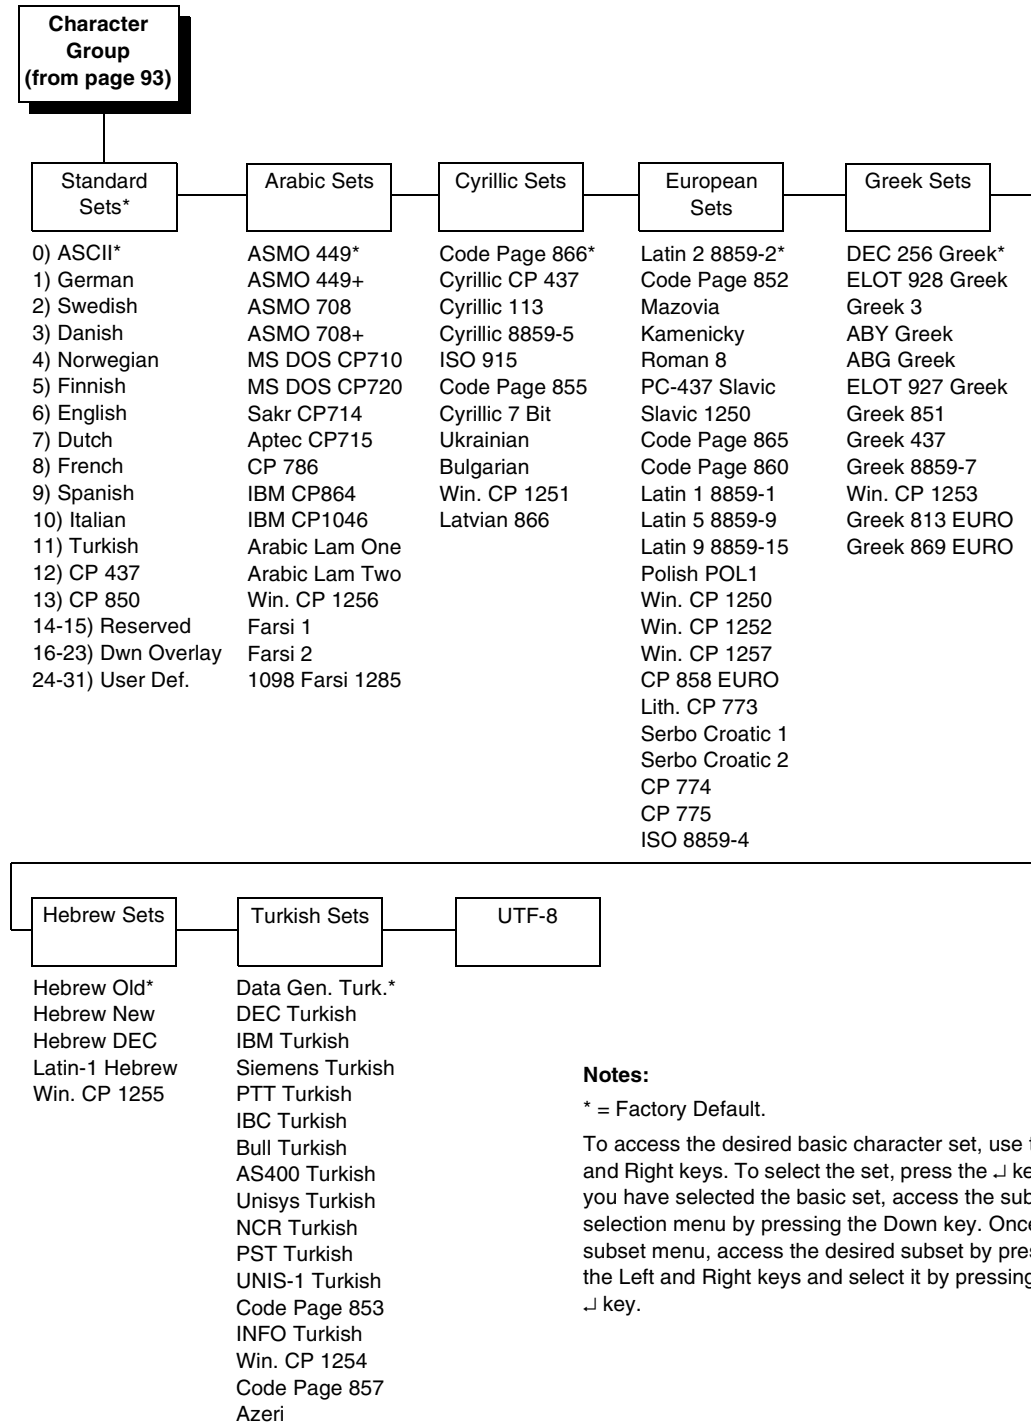 Character
Group
(from page 93)
Standard
Sets*
0) ASCII*
1) German
2) Swedish
3) Danish
4) Norwegian
5) Finnish
6) English
7) Dutch
8) French
9) Spanish
10) Italian
11) Turkish
12) CP 437
13) CP 850
14-15) Reserved
16-23) Dwn Overlay
24-31) User Def.
Arabic Sets
ASMO 449*
ASMO 449+
ASMO 708
ASMO 708+
MS DOS CP710
MS DOS CP720
Sakr CP714
Aptec CP715
CP 786
IBM CP864
IBM CP1046
Arabic Lam One
Arabic Lam Two
Win. CP 1256
Farsi 1
Farsi 2
1098 Farsi 1285
Cyrillic Sets
Code Page 866*
Cyrillic CP 437
Cyrillic 113
Cyrillic 8859-5
ISO 915
Code Page 855
Cyrillic 7 Bit
Ukrainian
Bulgarian
Win. CP 1251
Latvian 866
European
Sets
Latin 2 8859-2*
Code Page 852
Mazovia
Kamenicky
Roman 8
PC-437 Slavic
Slavic 1250
Code Page 865
Code Page 860
Latin 1 8859-1
Latin 5 8859-9
Latin 9 8859-15
Polish POL1
Win. CP 1250
Win. CP 1252
Win. CP 1257
CP 858 EURO
Lith. CP 773
Serbo Croatic 1
Serbo Croatic 2
CP 774
CP 775
ISO 8859-4
Greek Sets
DEC 256 Greek*
ELOT 928 Greek
Greek 3
ABY Greek
ABG Greek
ELOT 927 Greek
Greek 851
Greek 437
Greek 8859-7
Win. CP 1253
Greek 813 EURO
Greek 869 EURO
Hebrew Sets
Hebrew Old*
Hebrew New
Hebrew DEC
Latin-1 Hebrew
Win. CP 1255
Turkish Sets
Data Gen. Turk.*
DEC Turkish
IBM Turkish
Siemens Turkish
PTT Turkish
IBC Turkish
Bull Turkish
AS400 Turkish
Unisys Turkish
NCR Turkish
PST Turkish
UNIS-1 Turkish
Code Page 853
INFO Turkish
Win. CP 1254
Code Page 857
Azeri
UTF-8
Notes:
* = Factory Default.
To access the desired basic character set, use
and Right keys. To select the set, press the ↵
you have selected the basic set, access the
selection menu by pressing the Down key.
subset menu, access the desired subset by
the Left and Right keys and select it by pressing
↵ key.